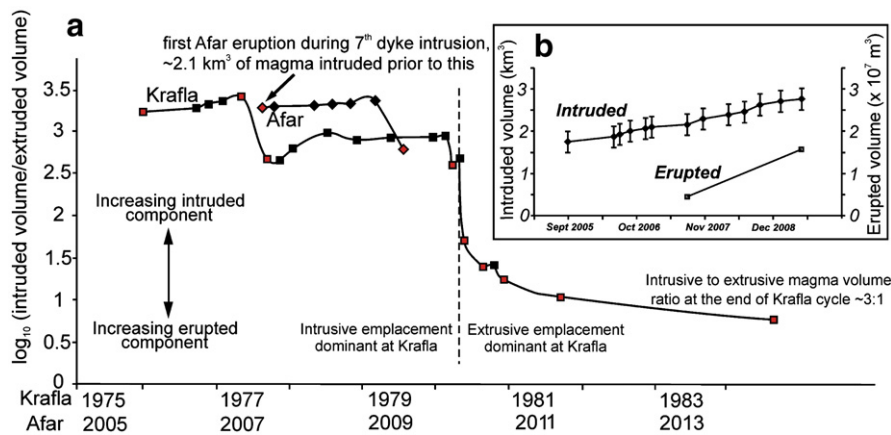 a
first Afar eruption during 7th dyke intrusion,
~2.1 km3 of magma intruded prior to this
Krafla
Afar
log10 (intruded volume/extruded volume)
3.5
3
2.5
2
1.5
1
0.5
0
Increasing intruded
component
Increasing erupted
component
Intrusive emplacement
dominant at Krafla
Extrusive emplacement
dominant at Krafla
Intrusive to extrusive magma volume
ratio at the end of Krafla cycle ~3:1
Krafla 1975 1977 1979 1981 1983
Afar 2005 2007 2009 2011 2013
b
Intrduded volume (km3)
3
2
1
0
Intruded
Erupted
3
2
1
0
Erupted volume (x 107 m3)
Sept 2005 Oct 2006 Nov 2007 Dec 2008